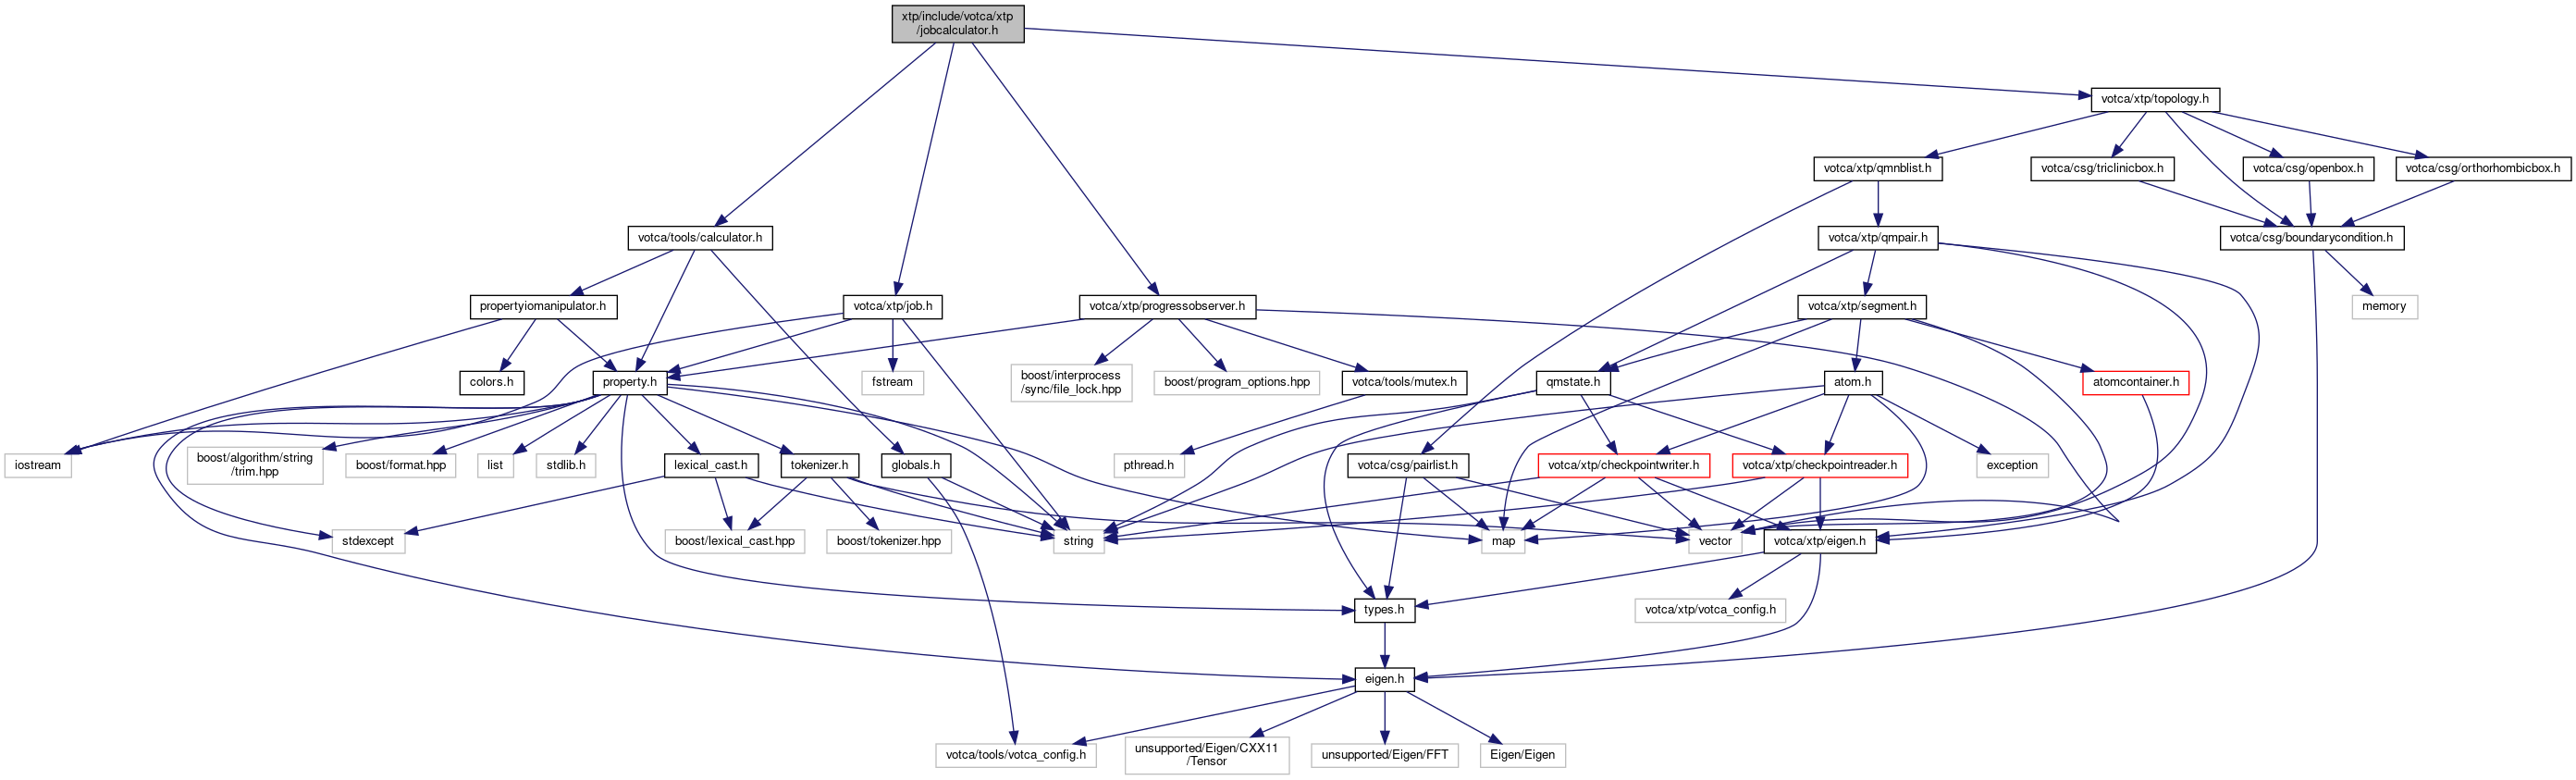 xtp/include/votca/xtp
/jobcalculator.h
votca/xtp/topology.h
votca/xtp/qmnblist.h
votca/csg/triclinicbox.h
votca/csg/openbox.h
votca/csg/orthorhombicbox.h
votca/tools/calculator.h
votca/xtp/qmpair.h
votca/csg/boundarycondition.h
propertyiomanipulator.h
votca/xtp/job.h
votca/xtp/progressobserver.h
votca/xtp/segment.h
memory
colors.h
property.h
fstream
boost/interprocess
/sync/file_lock.hpp
boost/program_options.hpp
votca/tools/mutex.h
qmstate.h
atom.h
atomcontainer.h
iostream
boost/algorithm/string
/trim.hpp
boost/format.hpp
list
stdlib.h
lexical_cast.h
tokenizer.h
globals.h
pthread.h
votca/csg/pairlist.h
votca/xtp/checkpointwriter.h
votca/xtp/checkpointreader.h
exception
stdexcept
boost/lexical_cast.hpp
boost/tokenizer.hpp
string
map
vector
votca/xtp/eigen.h
types.h
votca/xtp/votca_config.h
eigen.h
votca/tools/votca_config.h
unsupported/Eigen/CXX11
/Tensor
unsupported/Eigen/FFT
Eigen/Eigen